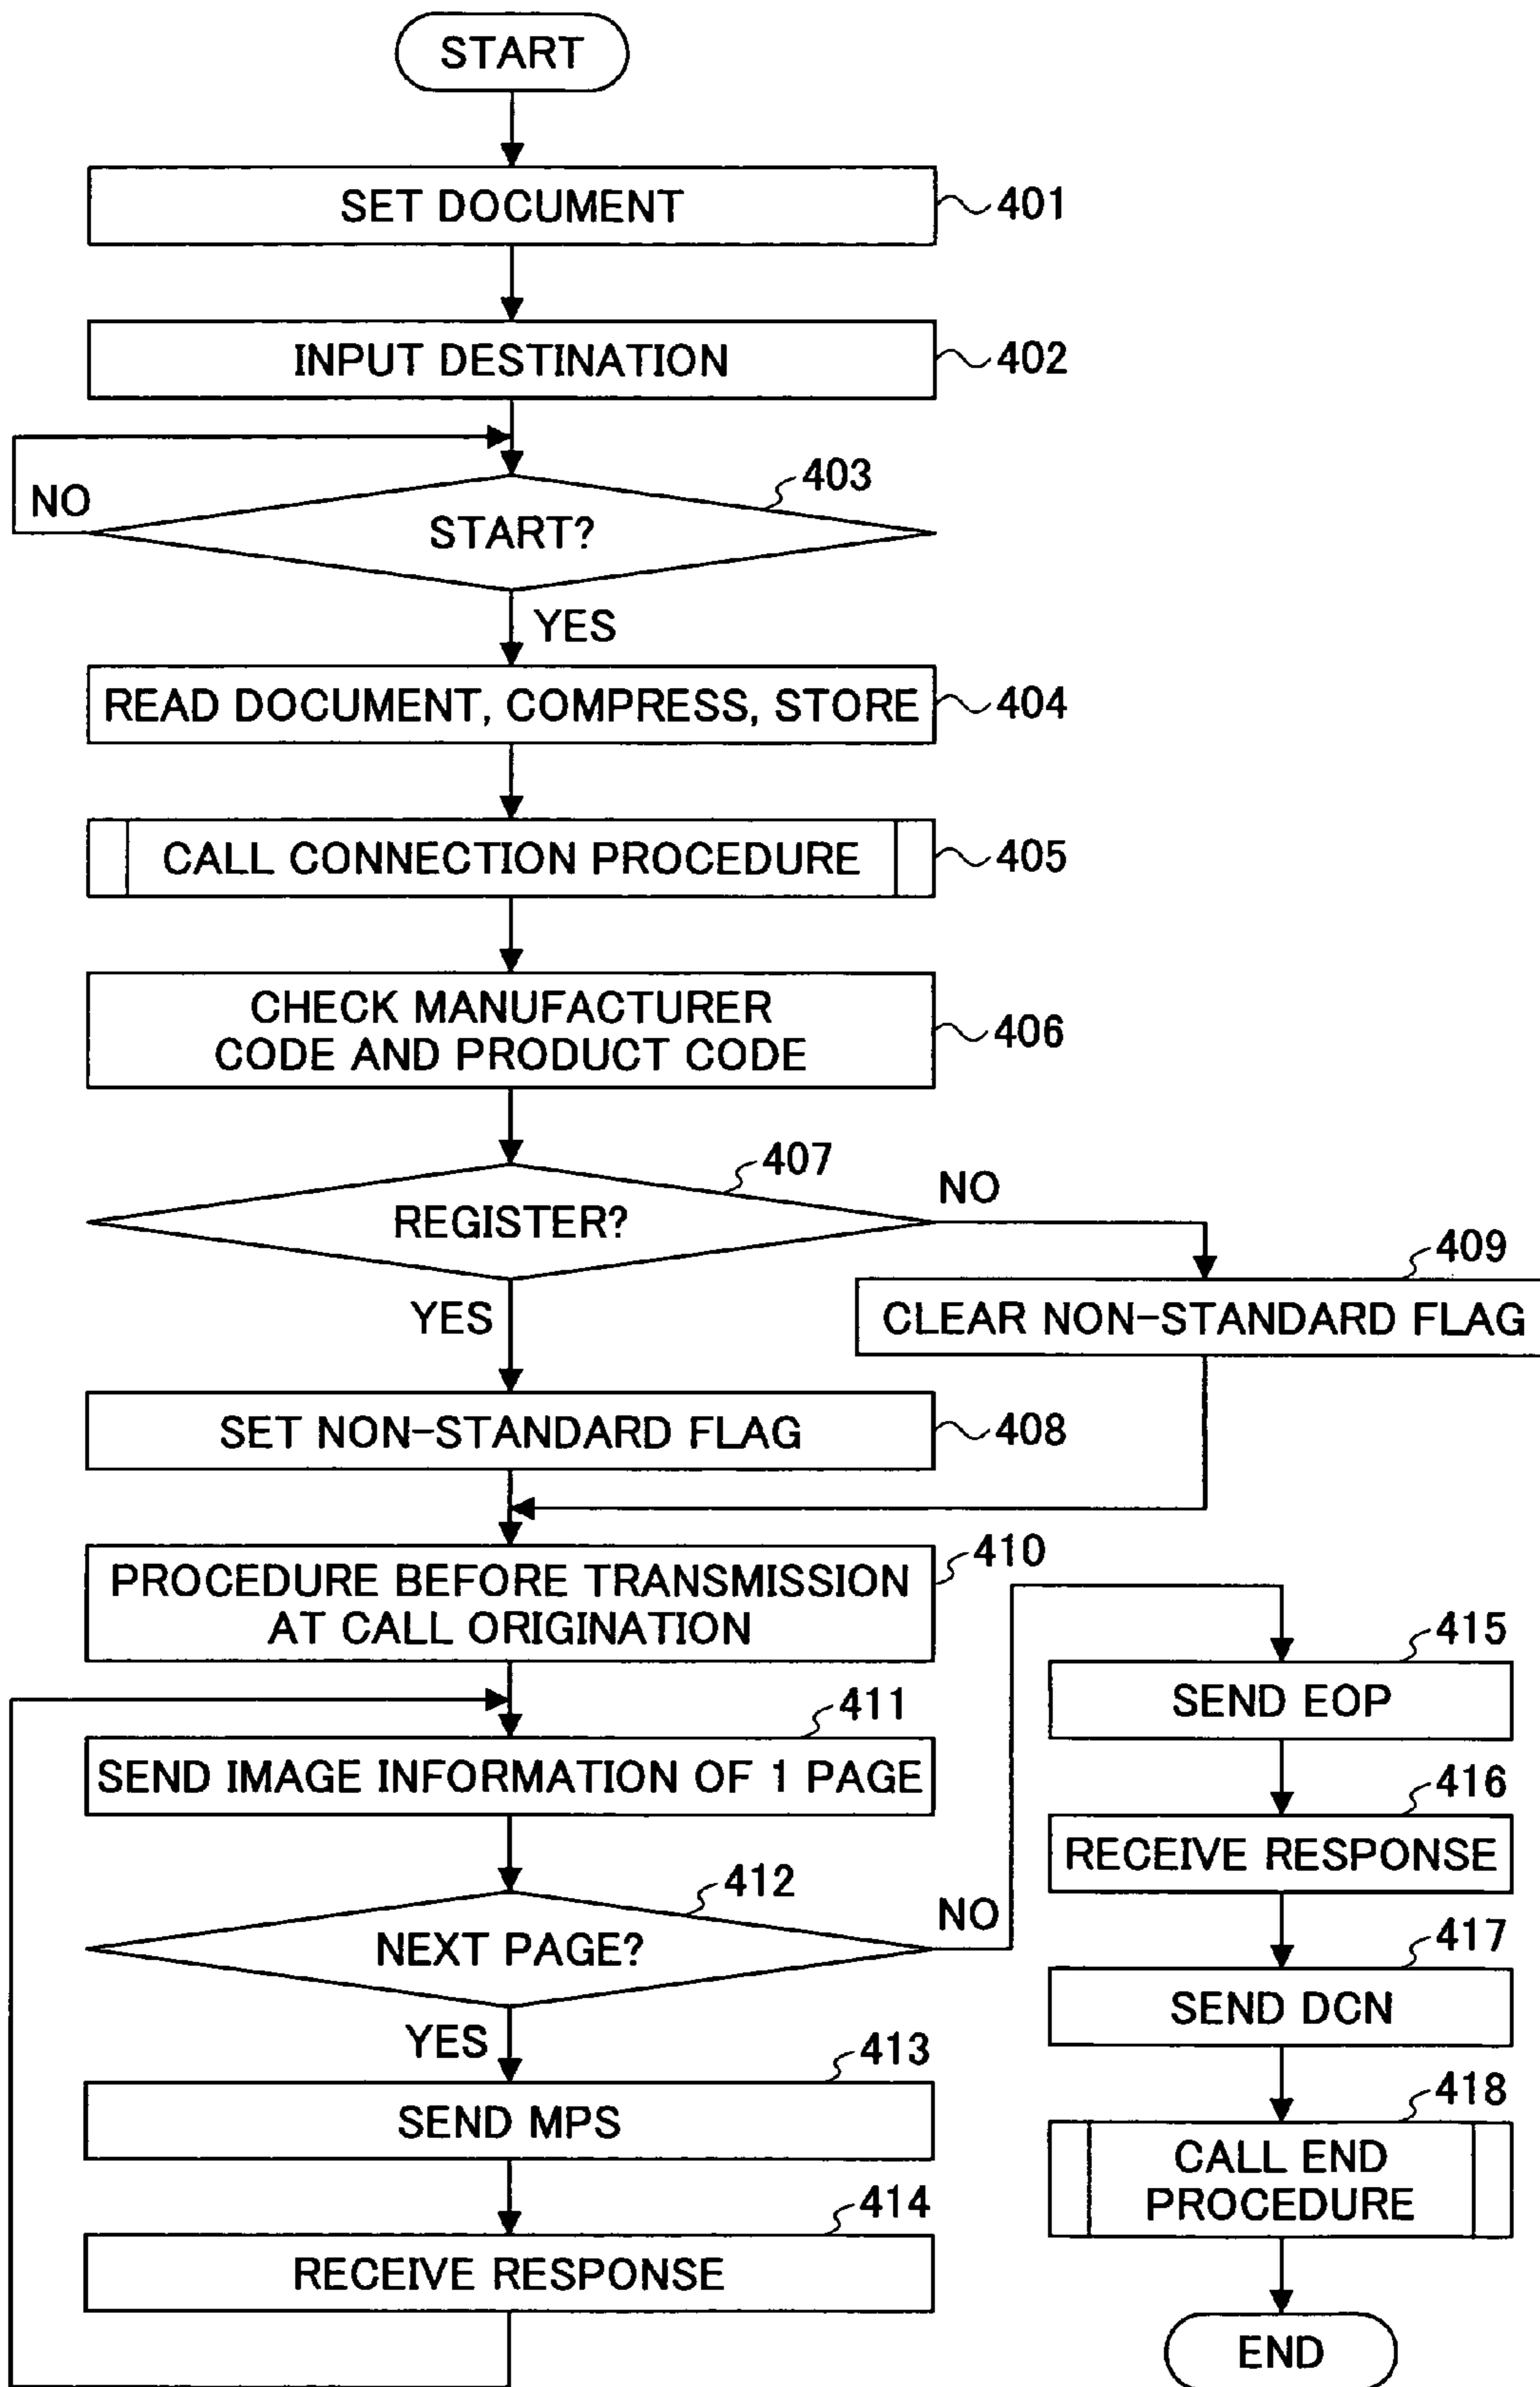 START
SET DOCUMENT
401
INPUT DESTINATION
402
403
NO
START?
YES
READ DOCUMENT, COMPRESS, STORE
404
CALL CONNECTION PROCEDURE
405
CHECK MANUFACTURER
CODE AND PRODUCT CODE
406
407
REGISTER?
NO
YES
409
CLEAR NON-STANDARD FLAG
SET NON-STANDARD FLAG
408
PROCEDURE BEFORE TRANSMISSION
AT CALL ORIGINATION
410
411
SEND IMAGE INFORMATION OF 1 PAGE
412
NEXT PAGE?
NO
YES
413
SEND MPS
414
RECEIVE RESPONSE
415
SEND EOP
416
RECEIVE RESPONSE
417
SEND DCN
418
CALL END
PROCEDURE
END